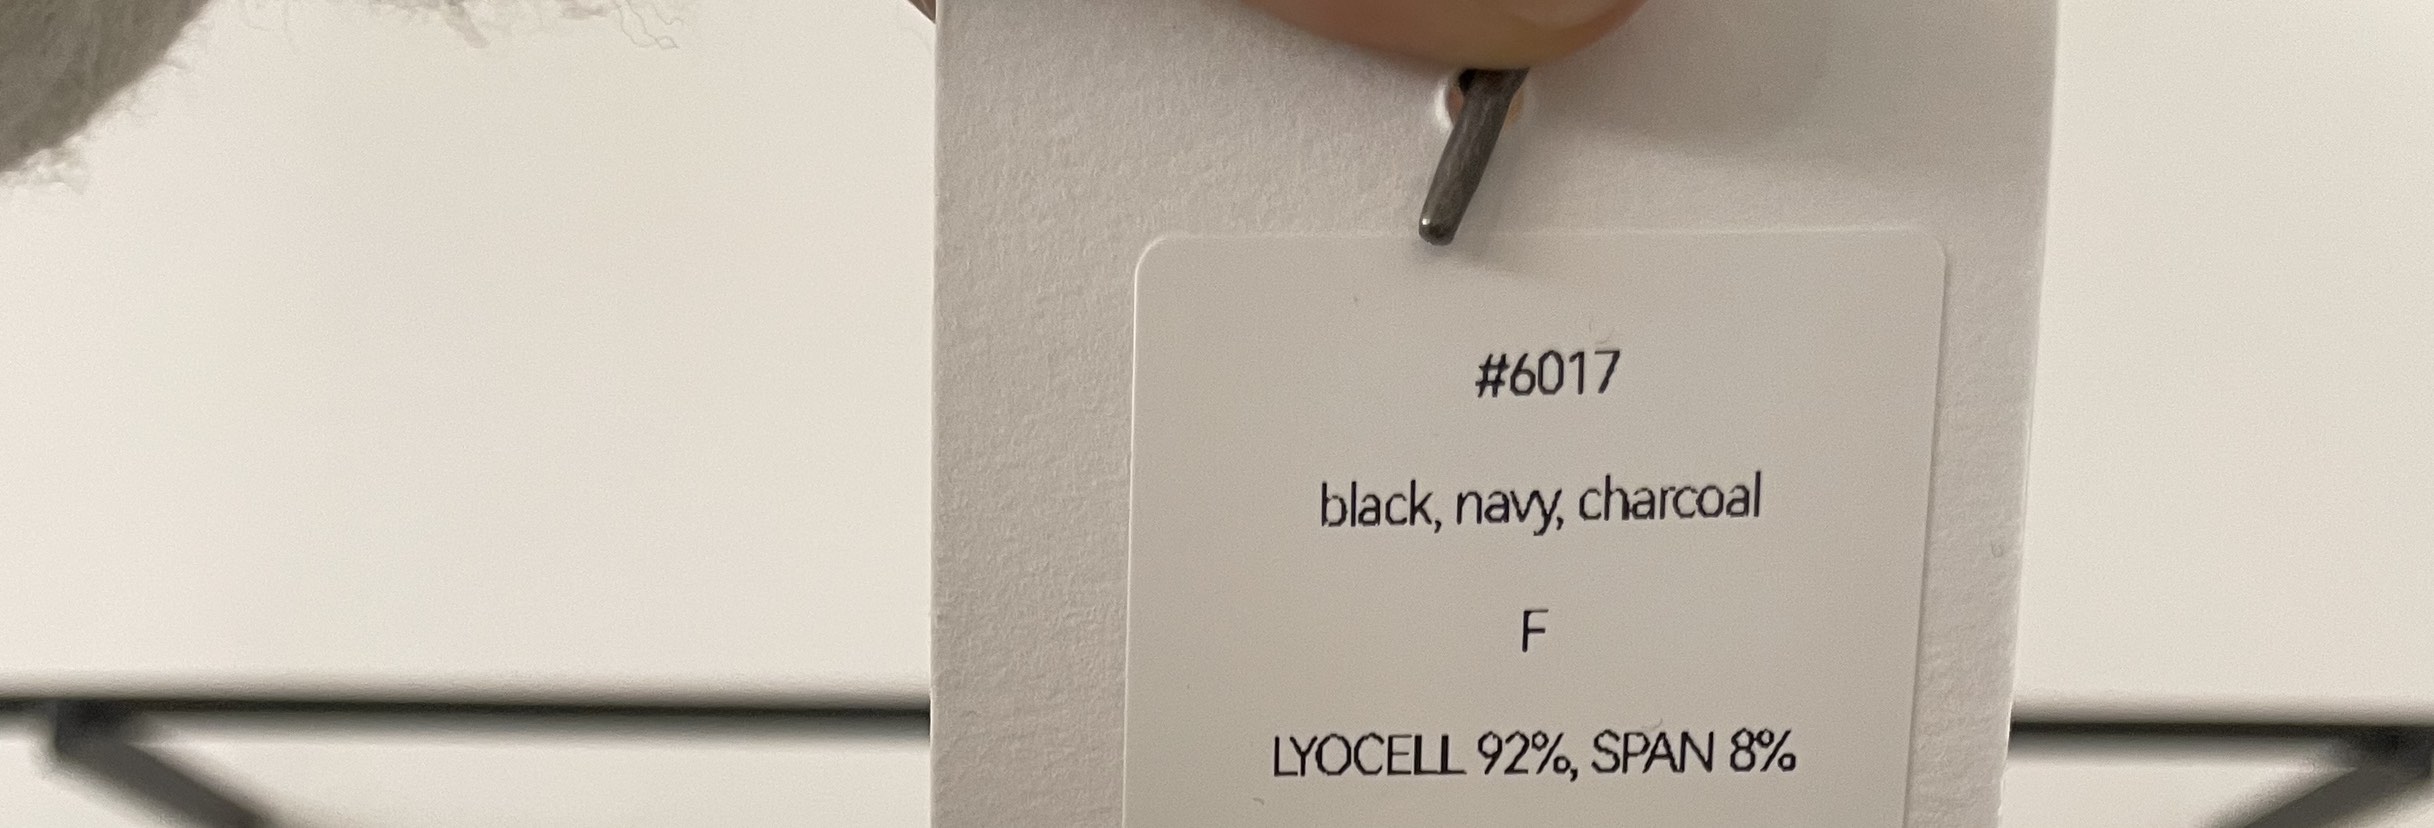 #6017
black, navy, charcoal
F
LYOCELL 92%, SPAN 8%